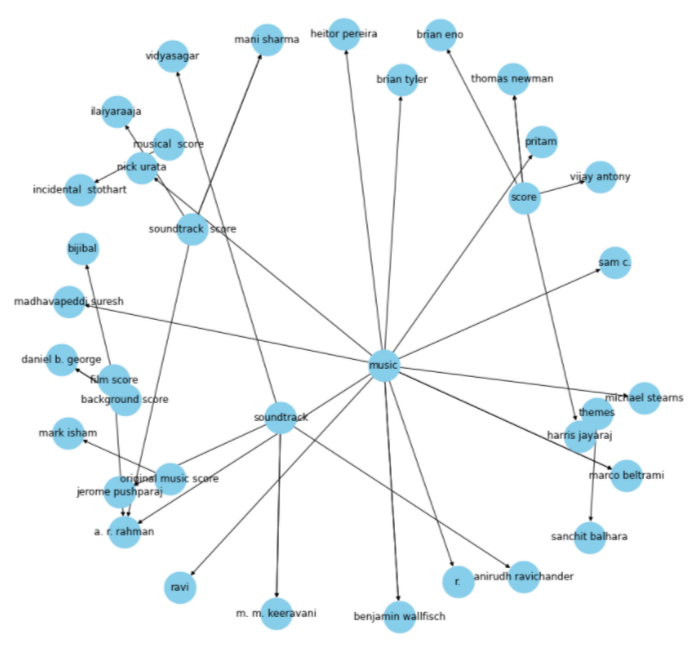 heitor pereira
brian eno
mani sharma
vidyasagar
brian tyler
thomas newman
ilaiyaraaja
pritam
musical  score
nick urata
vijay antony
incidental  stothart
score
soundtrack  score
bijibal
sam c.
madhavapeddi suresh
daniel b. george
music
film score
background score
michael stearns
themes
soundtrack
mark isham
harris jayaraj
original music score
marco beltrami
jerome pushparaj
a. r. rahman
sanchit balhara
anirudh ravichander
r.
ravi
m. m. keeravani
benjamin wallfisch